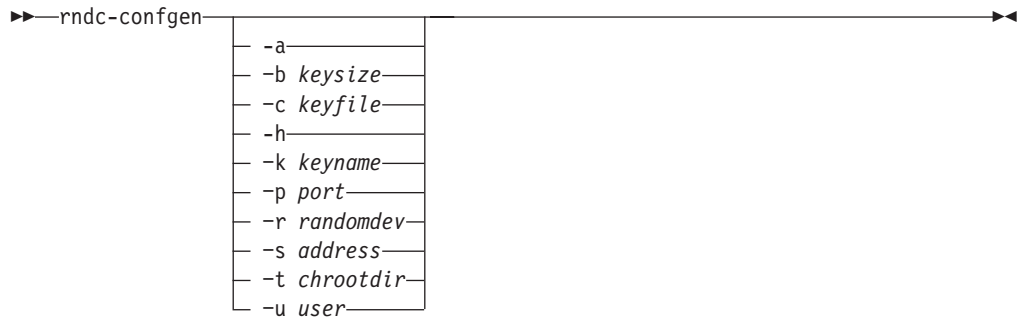 rndc-confgen
-a
-b keysize
-c keyfile
-h
-k keyname
-p port
-r randomdev
-s address
-t chrootdir
-u user